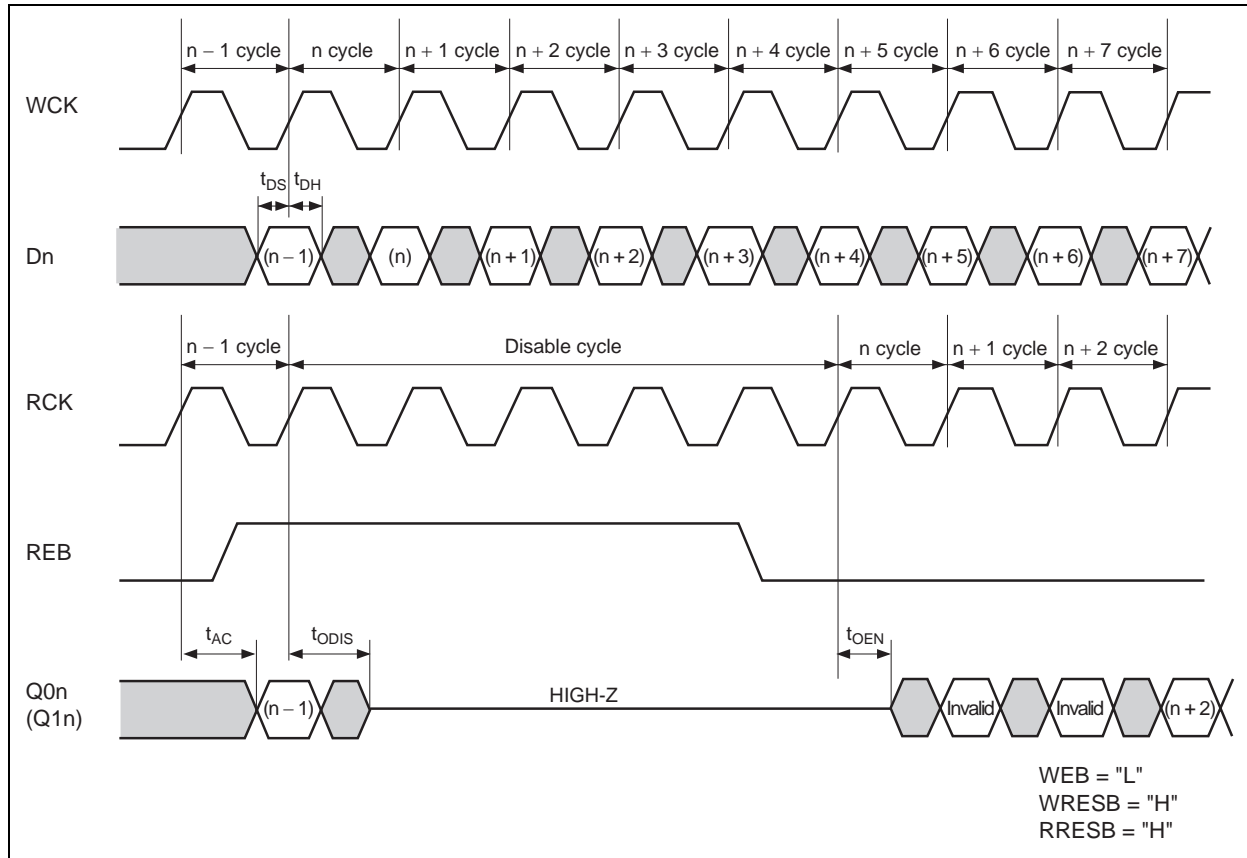 n – 1 cycle n cycle n + 1 cycle n + 2 cycle n + 3 cycle n + 4 cycle n + 5 cycle n + 6 cycle n + 7 cycle
WCK
tDS tDH
Dn (n – 1) (n) (n + 1) (n + 2) (n + 3) (n + 4) (n + 5) (n + 6) (n + 7)
n – 1 cycle Disable cycle n cycle n + 1 cycle n + 2 cycle
RCK
REB
tAC tODIS tOEN
Q0n
(Q1n) (n – 1) HIGH-Z Invalid Invalid (n + 2)
WEB = "L"
WRESB = "H"
RRESB = "H"